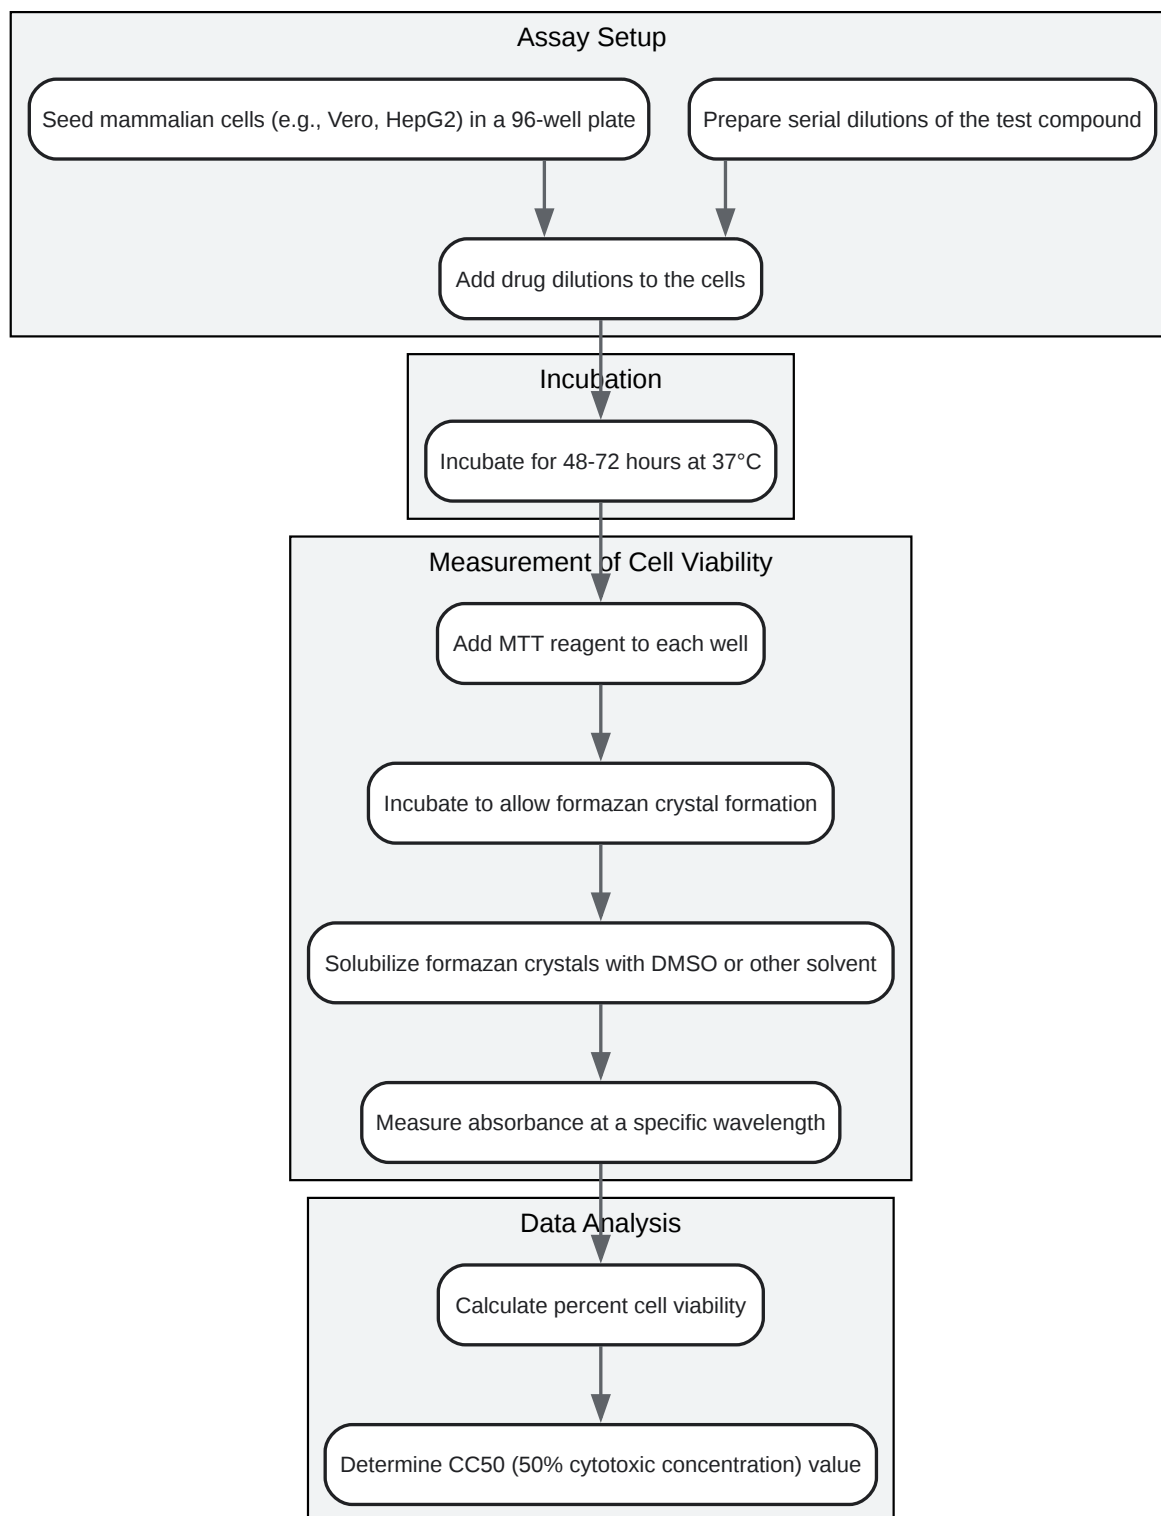 Assay Setup
Seed mammalian cells (e.g., Vero, HepG2) in a 96-well plate
Prepare serial dilutions of the test compound
Add drug dilutions to the cells
Incubation
Incubate for 48-72 hours at 37°C
Measurement of Cell Viability
Add MTT reagent to each well
Incubate to allow formazan crystal formation
Solubilize formazan crystals with DMSO or other solvent
Measure absorbance at a specific wavelength
Data Analysis
Calculate percent cell viability
Determine CC50 (50% cytotoxic concentration) value